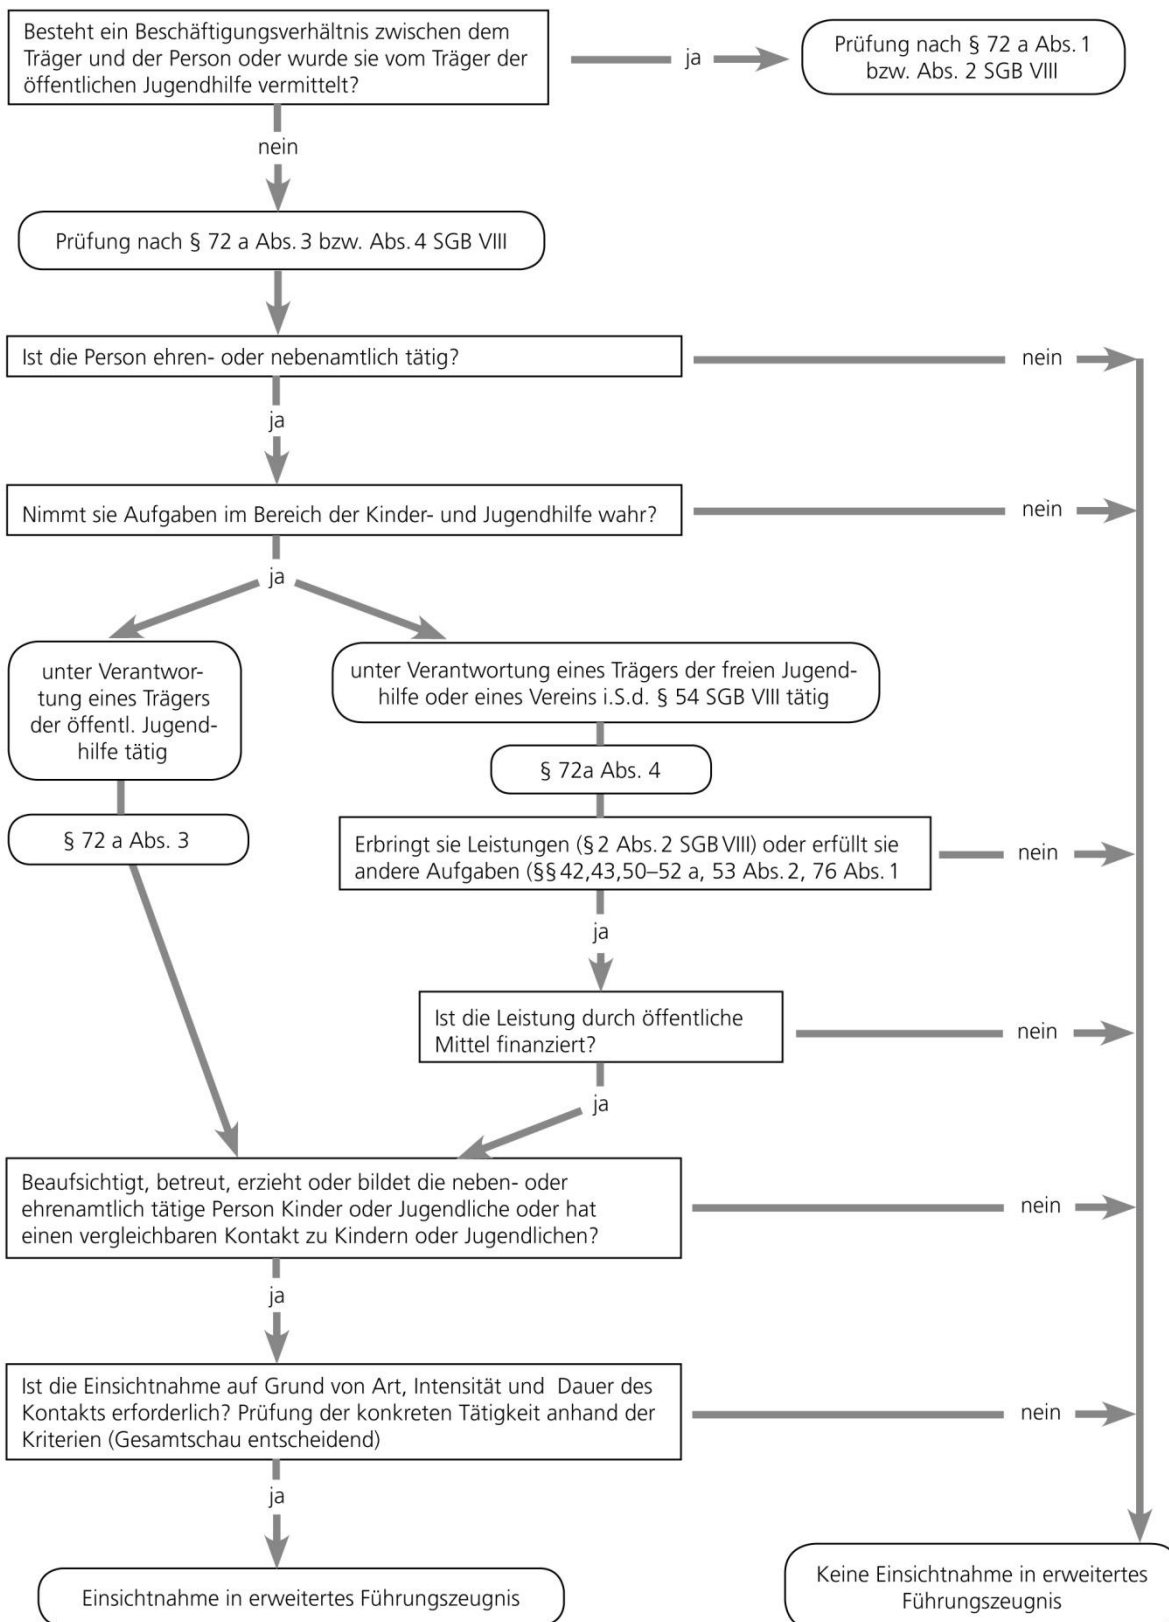 Besteht ein Beschäftigungsverhältnis zwischen dem
Träger und der Person oder wurde sie vom Träger der
öffentlichen Jugendhilfe vermittelt?
ja
Prüfung nach § 72 a Abs. 1
bzw. Abs. 2 SGB VIII
nein
Prüfung nach § 72 a Abs. 3 bzw. Abs. 4 SGB VIII
Ist die Person ehren- oder nebenamtlich tätig?
nein
ja
Nimmt sie Aufgaben im Bereich der Kinder- und Jugendhilfe wahr?
nein
ja
unter Verantwor-
tung eines Trägers
der öffentl. Jugend-
hilfe tätig
unter Verantwortung eines Trägers der freien Jugend-
hilfe oder eines Vereins i.S.d. § 54 SGB VIII tätig
§ 72a Abs. 4
§ 72 a Abs. 3
Erbringt sie Leistungen (§ 2 Abs. 2 SGB VIII) oder erfüllt sie
andere Aufgaben (§§ 42,43,50–52 a, 53 Abs. 2, 76 Abs. 1
nein
ja
Ist die Leistung durch öffentliche
Mittel finanziert?
nein
ja
Beaufsichtigt, betreut, erzieht oder bildet die neben- oder
ehrenamtlich tätige Person Kinder oder Jugendliche oder hat
einen vergleichbaren Kontakt zu Kindern oder Jugendlichen?
nein
ja
Ist die Einsichtnahme auf Grund von Art, Intensität und Dauer des
Kontakts erforderlich? Prüfung der konkreten Tätigkeit anhand der
Kriterien (Gesamtschau entscheidend)
nein
ja
Einsichtnahme in erweitertes Führungszeugnis
Keine Einsichtnahme in erweitertes
Führungszeugnis